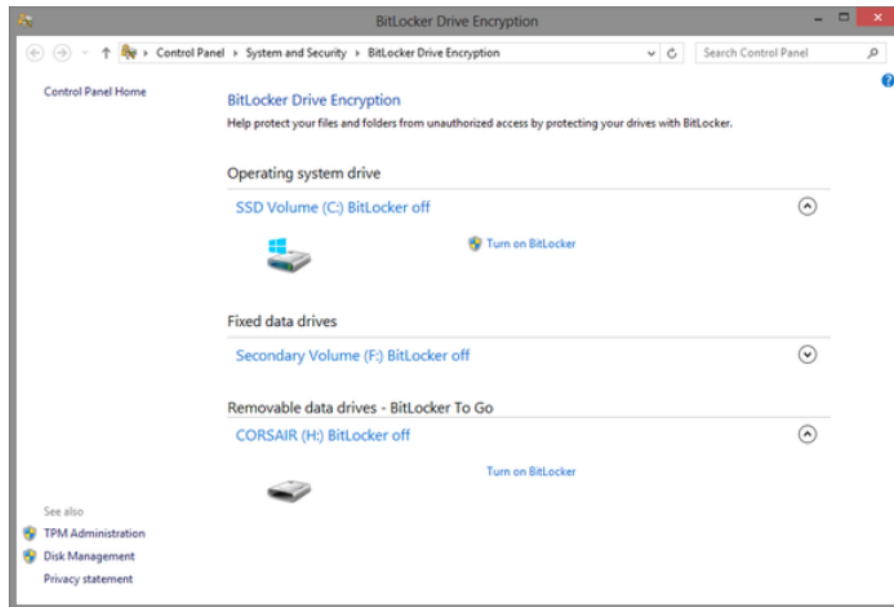 BitLocker Drive Encryption
Control Panel ▸ System and Security ▸ BitLocker Drive Encryption
Search Control Panel
Control Panel Home
BitLocker Drive Encryption
Help protect your files and folders from unauthorized access by protecting your drives with BitLocker.
Operating system drive
SSD Volume (C:) BitLocker off
Turn on BitLocker
Fixed data drives
Secondary Volume (F:) BitLocker off
Removable data drives - BitLocker To Go
CORSAIR (H:) BitLocker off
Turn on BitLocker
See also
TPM Administration
Disk Management
Privacy statement